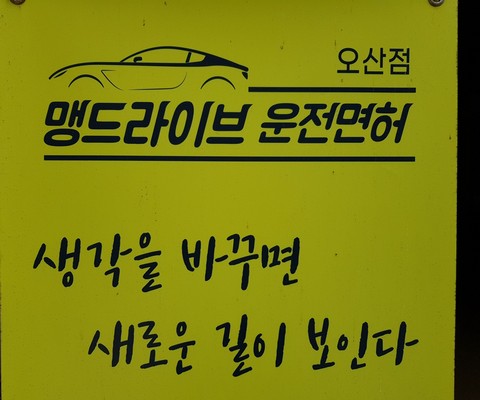 오산점
맹드라이브 운전면허
생각을 바꾸면
새로운 길이 보인다